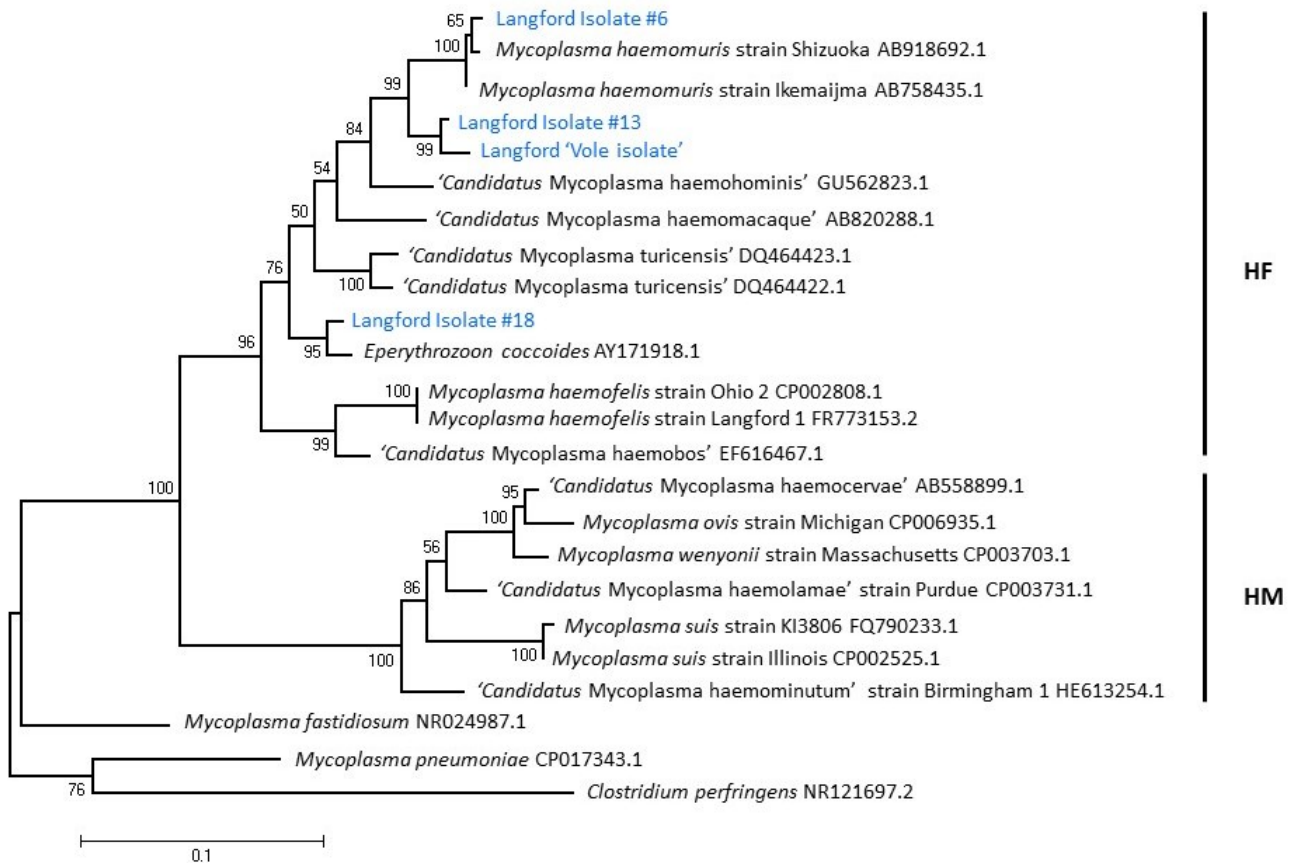 65
Langford Isolate #6
100
Mycoplasma haemomuris strain Shizuoka AB918692.1
Mycoplasma haemomuris strain Ikemaijma AB758435.1
99
Langford Isolate #13
84
99
Langford ‘Vole isolate’
54
‘Candidatus Mycoplasma haemohominis’ GU562823.1
50
‘Candidatus Mycoplasma haemomacaque’ AB820288.1
‘Candidatus Mycoplasma turicensis’ DQ464423.1
76
100
‘Candidatus Mycoplasma turicensis’ DQ464422.1
HF
Langford Isolate #18
96
95
Eperythrozoon coccoides AY171918.1
100
Mycoplasma haemofelis strain Ohio 2 CP002808.1
Mycoplasma haemofelis strain Langford 1 FR773153.2
99
‘Candidatus Mycoplasma haemobos’ EF616467.1
100
95
‘Candidatus Mycoplasma haemocervae’ AB558899.1
100
Mycoplasma ovis strain Michigan CP006935.1
56
Mycoplasma wenyonii strain Massachusetts CP003703.1
86
‘Candidatus Mycoplasma haemolamae’ strain Purdue CP003731.1
HM
Mycoplasma suis strain KI3806 FQ790233.1
100
100
Mycoplasma suis strain Illinois CP002525.1
‘Candidatus Mycoplasma haemominutum’ strain Birmingham 1 HE613254.1
Mycoplasma fastidiosum NR024987.1
Mycoplasma pneumoniae CP017343.1
76
Clostridium perfringens NR121697.2
0.1